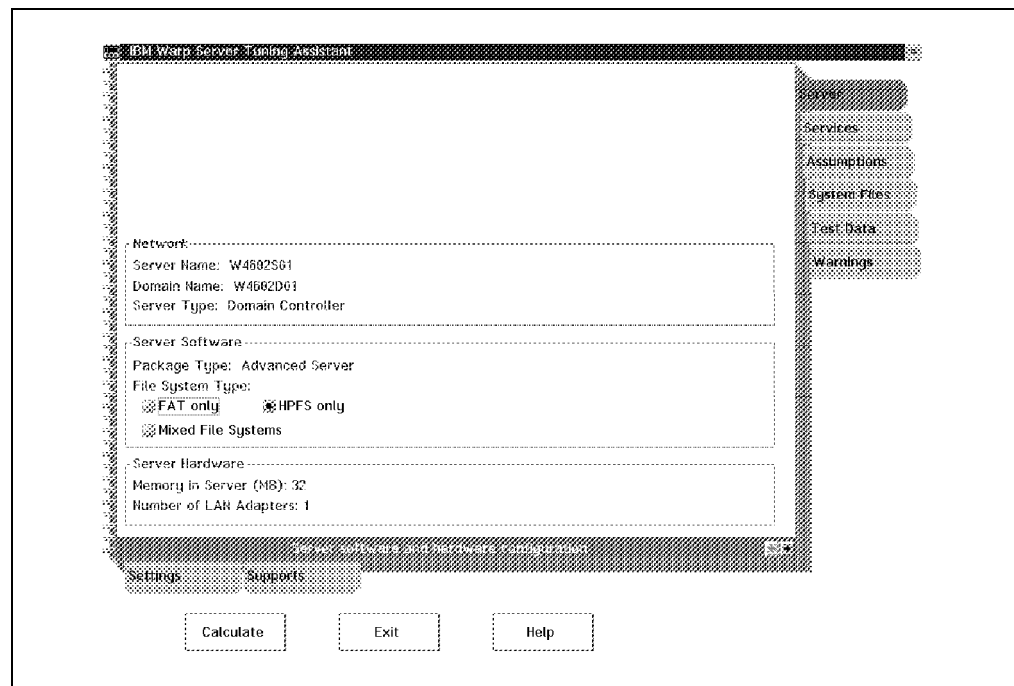 IBM Warp Server Tuning Assistant
Server
Services
Assumptions
System Files
Test Data
Warnings
Network
Server Name: W4602S01
Domain Name: W4602D01
Server Type: Domain Controller
Server Software
Package Type: Advanced Server
File System Type:
FAT only HPFS only
Mixed File Systems
Server Hardware
Memory in Server (MB): 32
Number of LAN Adapters: 1
Server software and hardware configuration
Settings Supports
Calculate Exit Help